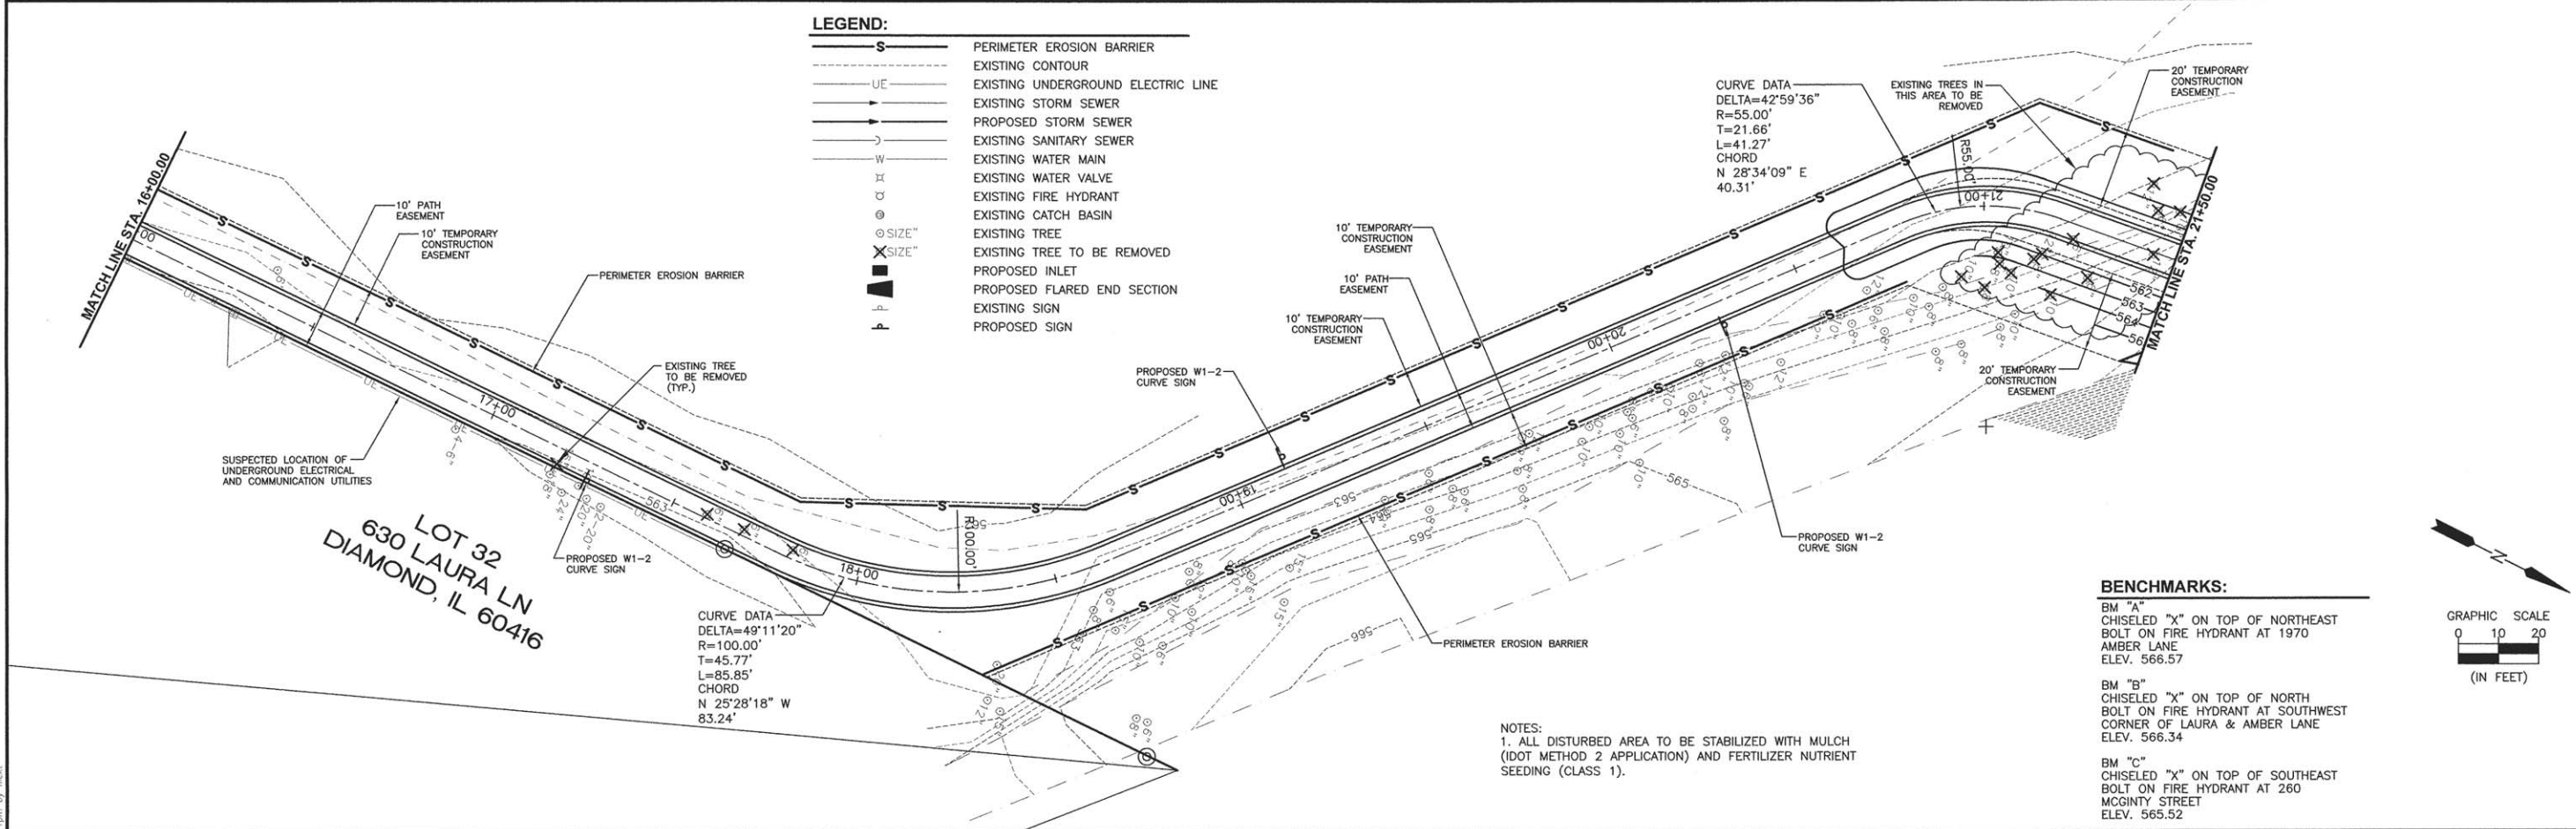 LEGEND:
S PERIMETER EROSION BARRIER
EXISTING CONTOUR
UE EXISTING UNDERGROUND ELECTRIC LINE
EXISTING STORM SEWER
PROPOSED STORM SEWER
EXISTING SANITARY SEWER
W EXISTING WATER MAIN
EXISTING WATER VALVE
EXISTING FIRE HYDRANT
EXISTING CATCH BASIN
SIZE" EXISTING TREE
SIZE" EXISTING TREE TO BE REMOVED
PROPOSED INLET
PROPOSED FLARED END SECTION
EXISTING SIGN
PROPOSED SIGN
MATCH LINE STA. 16+00.00
10' PATH
EASEMENT
10' TEMPORARY
CONSTRUCTION
EASEMENT
PERIMETER EROSION BARRIER
EXISTING TREE
TO BE REMOVED
(TYP.)
17+00
SUSPECTED LOCATION OF
UNDERGROUND ELECTRICAL
AND COMMUNICATION UTILITIES
LOT 32
630 LAURA LN
DIAMOND, IL 60416
PROPOSED W1-2
CURVE SIGN
563
18+00
CURVE DATA
DELTA=49°11'20"
R=100.00'
T=45.77'
L=85.85'
CHORD
N 25°28'18" W
83.24'
R100.00'
PROPOSED W1-2
CURVE SIGN
19+00
10' TEMPORARY
CONSTRUCTION
EASEMENT
10' PATH
EASEMENT
10' TEMPORARY
CONSTRUCTION
EASEMENT
20+00
563
564
565
565
566
PERIMETER EROSION BARRIER
PROPOSED W1-2
CURVE SIGN
CURVE DATA
DELTA=42°59'36"
R=55.00'
T=21.66'
L=41.27'
CHORD
N 28°34'09" E
40.31'
EXISTING TREES IN
THIS AREA TO BE
REMOVED
20' TEMPORARY
CONSTRUCTION
EASEMENT
R55.00'
21+00
562
563
564
MATCH LINE STA. 21+50.00
20' TEMPORARY
CONSTRUCTION
EASEMENT
NOTES:
1. ALL DISTURBED AREA TO BE STABILIZED WITH MULCH
(IDOT METHOD 2 APPLICATION) AND FERTILIZER NUTRIENT
SEEDING (CLASS 1).
BENCHMARKS:
BM "A"
CHISELED "X" ON TOP OF NORTHEAST
BOLT ON FIRE HYDRANT AT 1970
AMBER LANE
ELEV. 566.57
BM "B"
CHISELED "X" ON TOP OF NORTH
BOLT ON FIRE HYDRANT AT SOUTHWEST
CORNER OF LAURA & AMBER LANE
ELEV. 566.34
BM "C"
CHISELED "X" ON TOP OF SOUTHEAST
BOLT ON FIRE HYDRANT AT 260
MCGINTY STREET
ELEV. 565.52
N
GRAPHIC SCALE
0 10 20
(IN FEET)